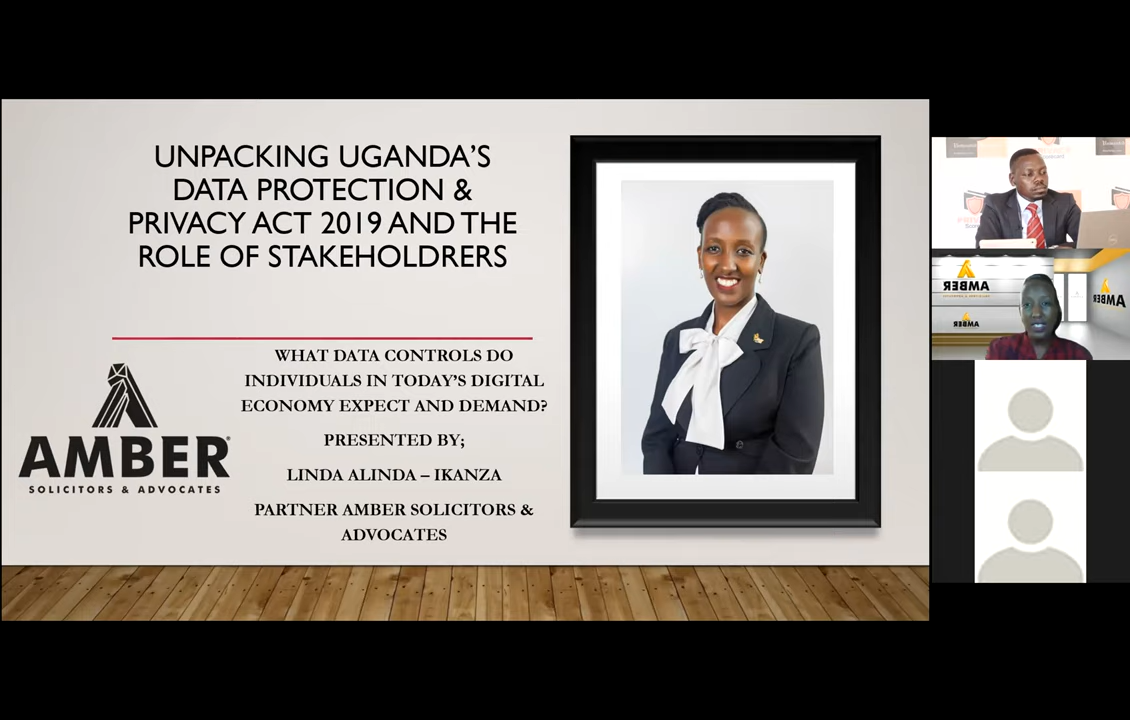 UNPACKING UGANDA'S
DATA PROTECTION &
PRIVACY ACT 2019 AND THE
ROLE OF STAKEHOLDRERS
WHAT DATA CONTROLS DO
INDIVIDUALS IN TODAY'S DIGITAL
ECONOMY EXPECT AND DEMAND?
PRESENTED BY;
LINDA ALINDA – IKANZA
PARTNER AMBER SOLICITORS &
ADVOCATES
AMBER®
SOLICITORS & ADVOCATES
AMBER
AMBER
AMBER